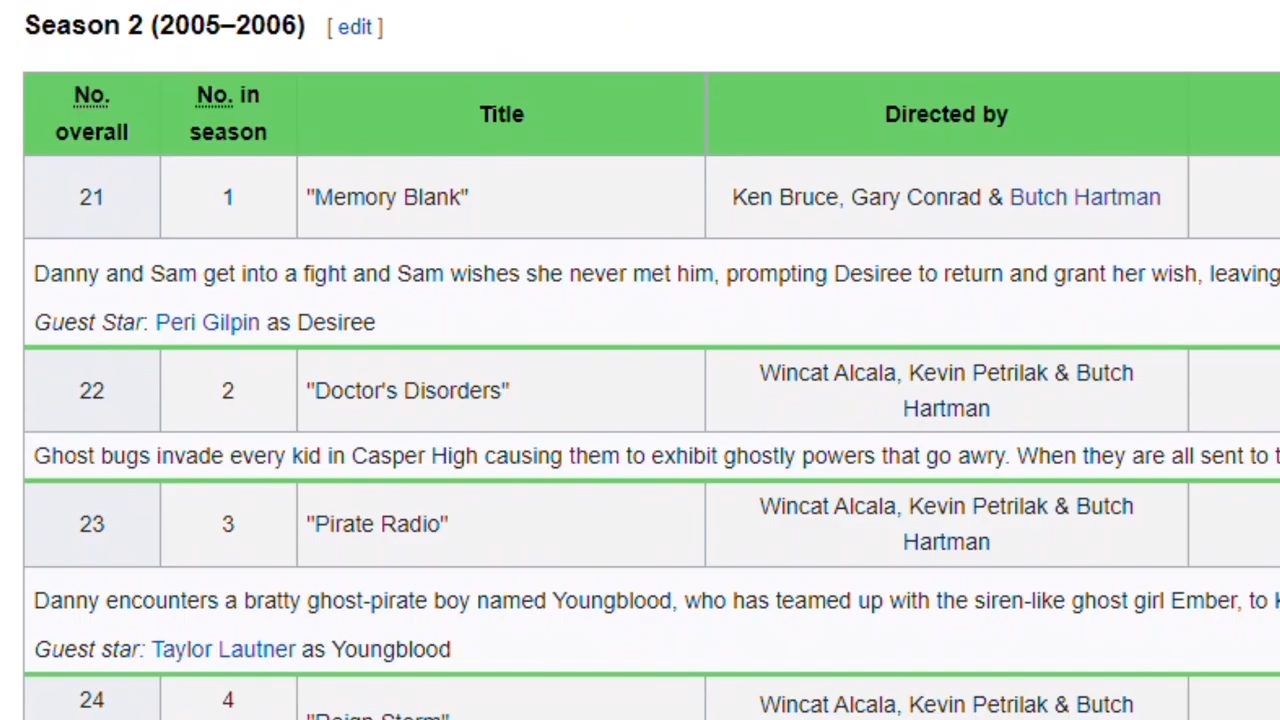 Season 2 (2005–2006) [ edit ]
No. overall No. in season Title Directed by
21 1 "Memory Blank" Ken Bruce, Gary Conrad & Butch Hartman
Danny and Sam get into a fight and Sam wishes she never met him, prompting Desiree to return and grant her wish, leaving
Guest Star: Peri Gilpin as Desiree
22 2 "Doctor's Disorders" Wincat Alcala, Kevin Petrilak & Butch Hartman
Ghost bugs invade every kid in Casper High causing them to exhibit ghostly powers that go awry. When they are all sent to
23 3 "Pirate Radio" Wincat Alcala, Kevin Petrilak & Butch Hartman
Danny encounters a bratty ghost-pirate boy named Youngblood, who has teamed up with the siren-like ghost girl Ember, to
Guest star: Taylor Lautner as Youngblood
24 4 "Reign Storm" Wincat Alcala, Kevin Petrilak & Butch